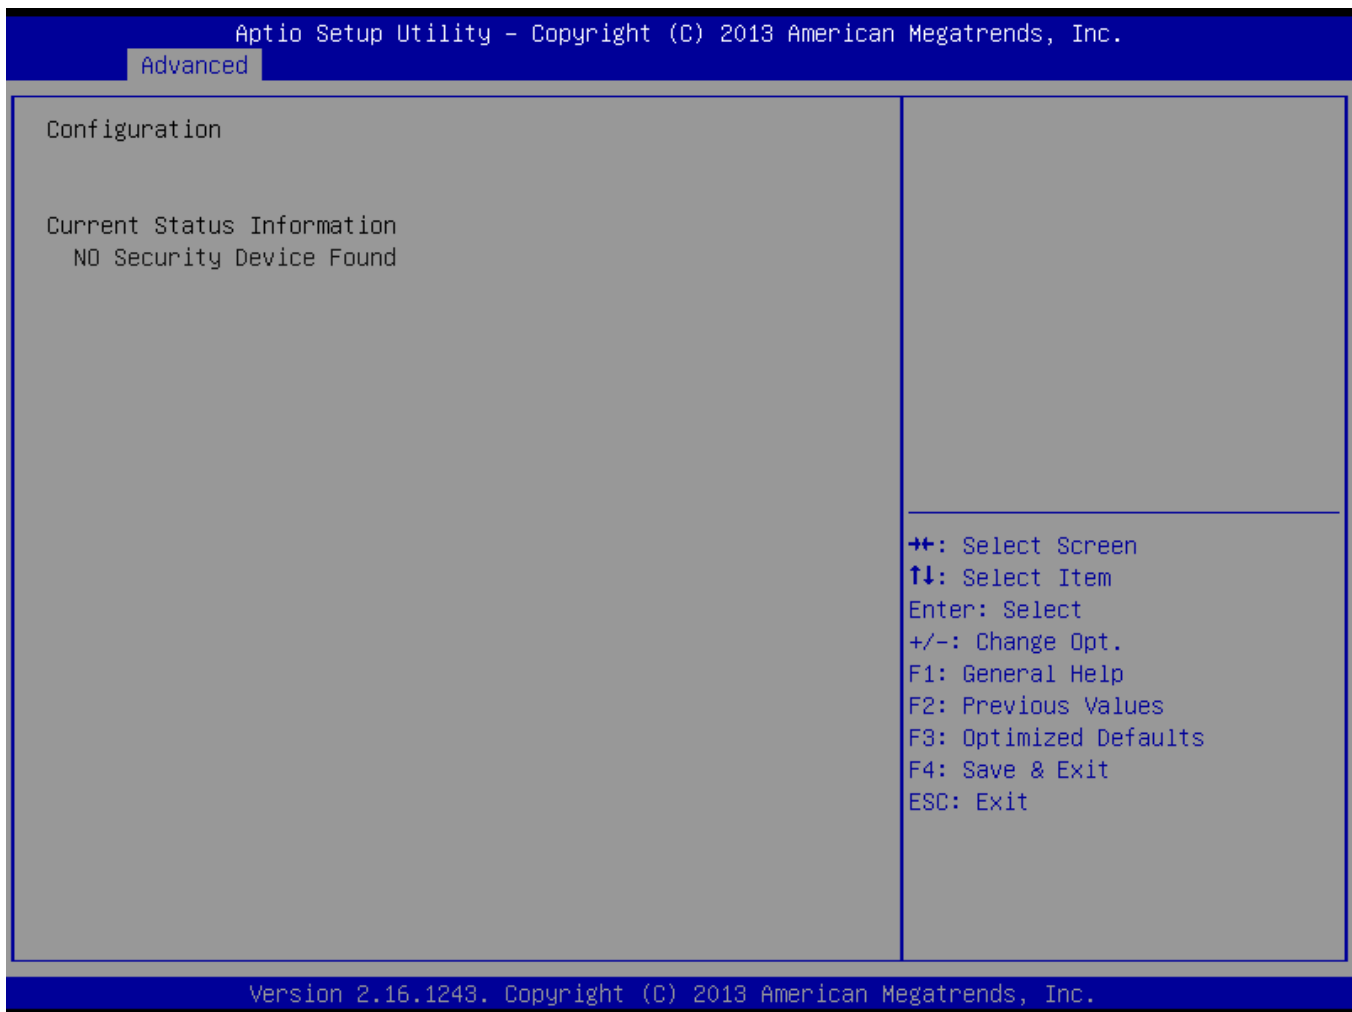 Aptio Setup Utility – Copyright (C) 2013 American Megatrends, Inc.
Advanced
Configuration
Current Status Information
NO Security Device Found
→←: Select Screen
↑↓: Select Item
Enter: Select
+/-: Change Opt.
F1: General Help
F2: Previous Values
F3: Optimized Defaults
F4: Save & Exit
ESC: Exit
Version 2.16.1243. Copyright (C) 2013 American Megatrends, Inc.